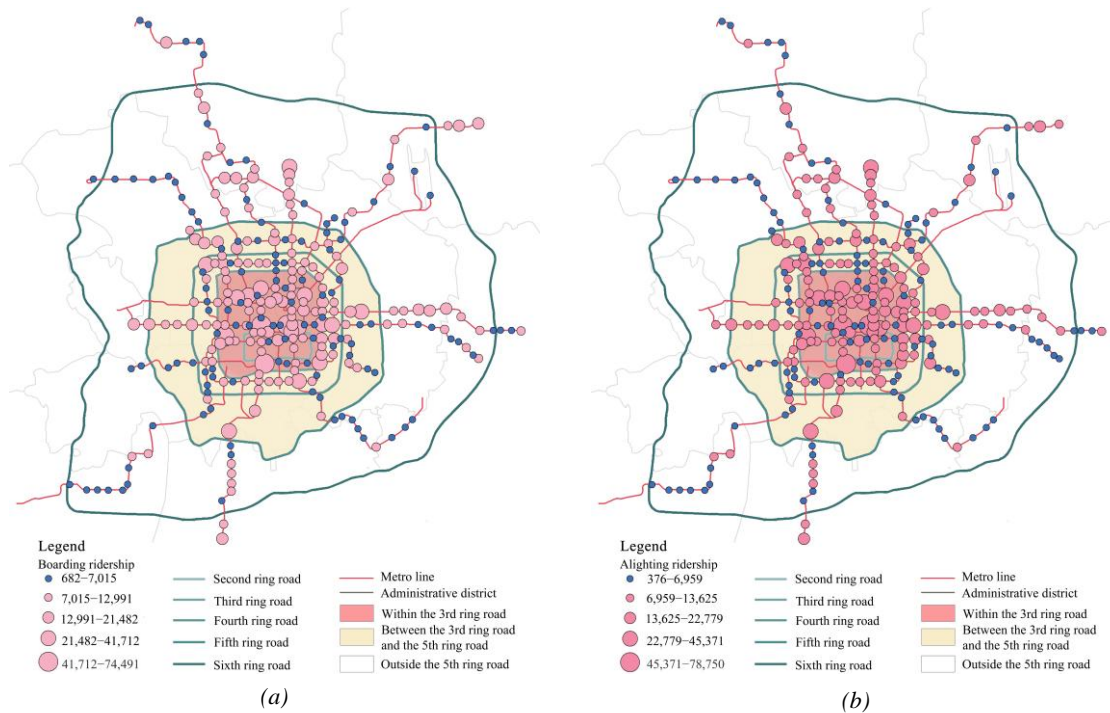 Legend
Boarding ridership
682–7,015
7,015–12,991
12,991–21,482
21,482–41,712
41,712–74,491
Second ring road
Third ring road
Fourth ring road
Fifth ring road
Sixth ring road
Metro line
Administrative district
Within the 3rd ring road
Between the 3rd ring road
and the 5th ring road
Outside the 5th ring road
(a)
Legend
Alighting ridership
376–6,959
6,959–13,625
13,625–22,779
22,779–45,371
45,371–78,750
Second ring road
Third ring road
Fourth ring road
Fifth ring road
Sixth ring road
Metro line
Administrative district
Within the 3rd ring road
Between the 3rd ring road
and the 5th ring road
Outside the 5th ring road
(b)